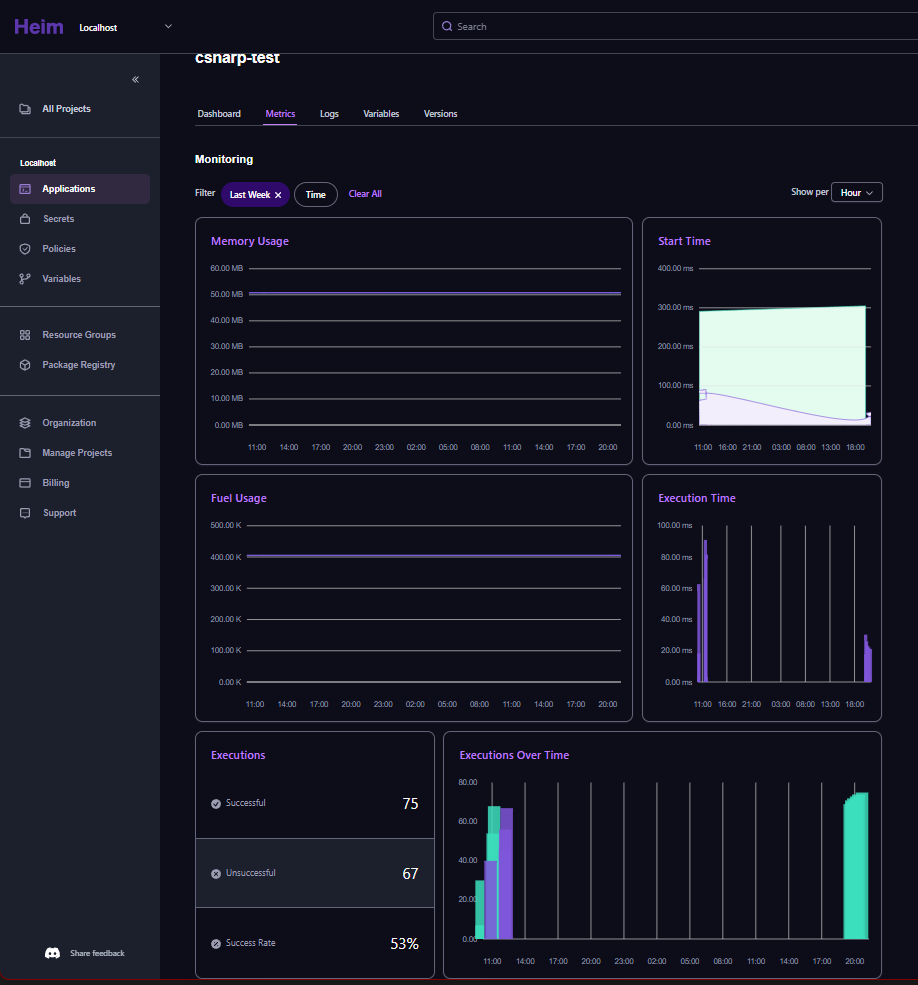 Heim
Localhost
Search
csharp-test
All Projects
Localhost
Applications
Secrets
Policies
Variables
Resource Groups
Package Registry
Organization
Manage Projects
Billing
Support
Share feedback
Dashboard Metrics Logs Variables Versions
Monitoring
Filter Last Week × Time Clear All
Show per Hour
Memory Usage
60.00 MB
50.00 MB
40.00 MB
30.00 MB
20.00 MB
10.00 MB
0.00 MB
11:00 14:00 17:00 20:00 23:00 02:00 05:00 08:00 11:00 14:00 17:00 20:00
Start Time
400.00 ms
300.00 ms
200.00 ms
100.00 ms
0.00 ms
11:00 16:00 21:00 03:00 08:00 13:00 18:00
Fuel Usage
500.00 K
400.00 K
300.00 K
200.00 K
100.00 K
0.00 K
11:00 14:00 17:00 20:00 23:00 02:00 05:00 08:00 11:00 14:00 17:00 20:00
Execution Time
100.00 ms
80.00 ms
60.00 ms
40.00 ms
20.00 ms
0.00 ms
11:00 16:00 21:00 03:00 08:00 13:00 18:00
Executions
Successful 75
Unsuccessful 67
Success Rate 53%
Executions Over Time
80.00
60.00
40.00
20.00
0.00
11:00 14:00 17:00 20:00 23:00 02:00 05:00 08:00 11:00 14:00 17:00 20:00